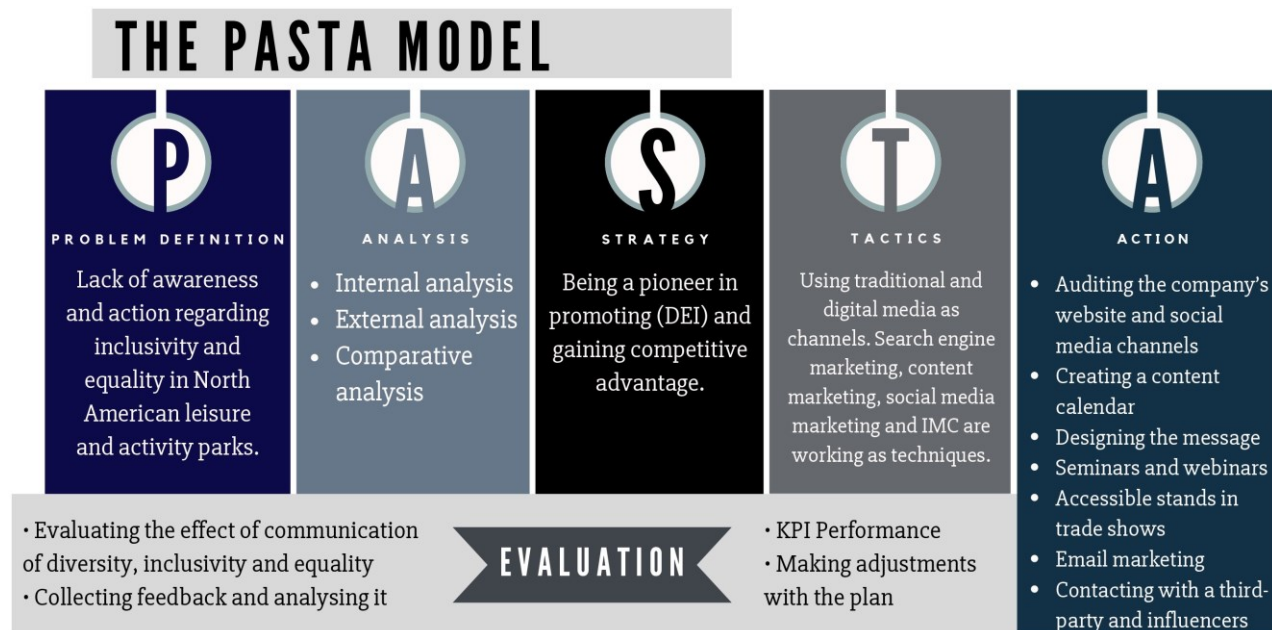 THE PASTA MODEL
P
PROBLEM DEFINITION
Lack of awareness
and action regarding
inclusivity and
equality in North
American leisure
and activity parks.
A
ANALYSIS
• Internal analysis
• External analysis
• Comparative
analysis
S
STRATEGY
Being a pioneer in
promoting (DEI) and
gaining competitive
advantage.
T
TACTICS
Using traditional and
digital media as
channels. Search engine
marketing, content
marketing, social media
marketing and IMC are
working as techniques.
A
ACTION
• Auditing the company’s
website and social
media channels
• Creating a content
calendar
• Designing the message
• Seminars and webinars
• Accessible stands in
trade shows
• Email marketing
• Contacting with a third-
party and influencers
• Evaluating the effect of communication
of diversity, inclusivity and equality
• Collecting feedback and analysing it
EVALUATION
• KPI Performance
• Making adjustments
with the plan